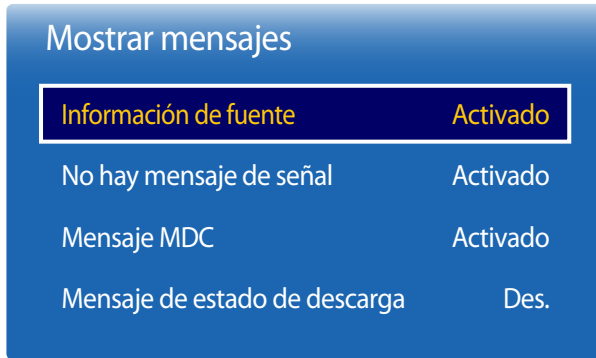 Mostrar mensajes
Información de fuente Activado
No hay mensaje de señal Activado
Mensaje MDC Activado
Mensaje de estado de descarga Des.